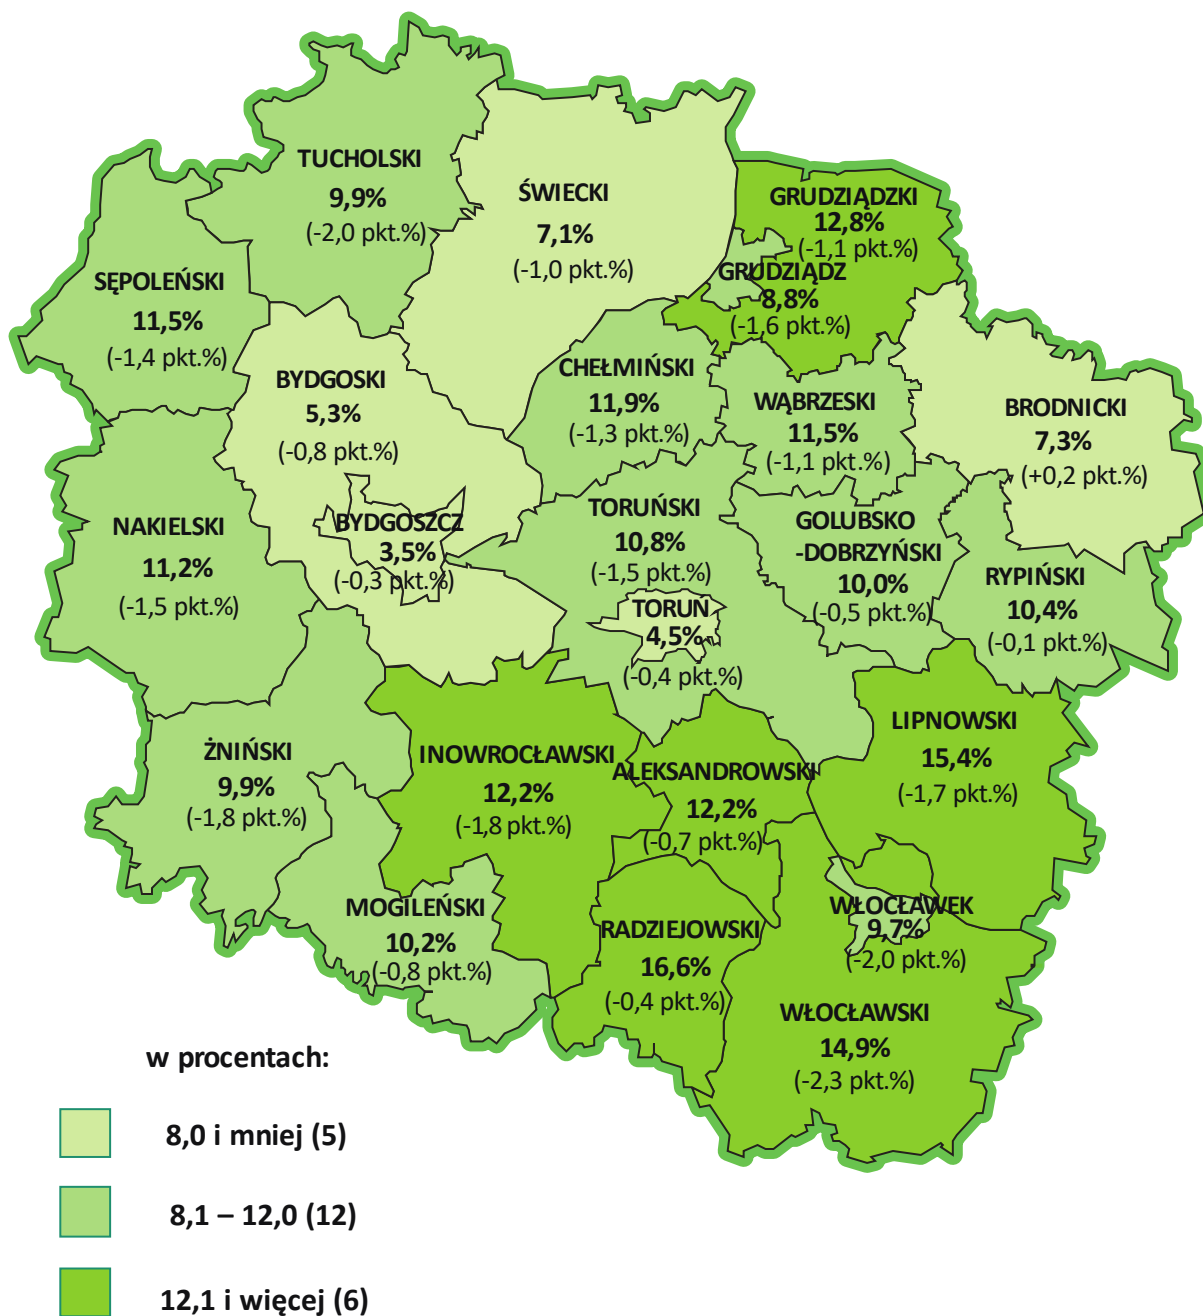 TUCHOLSKI
9,9%
(-2,0 pkt.%)
ŚWIECKI
7,1%
(-1,0 pkt.%)
GRUDZIĄDZKI
12,8%
(-1,1 pkt.%)
GRUDZIĄDZ
8,8%
(-1,6 pkt.%)
SĘPOLEŃSKI
11,5%
(-1,4 pkt.%)
BYDGOSKI
5,3%
(-0,8 pkt.%)
CHEŁMIŃSKI
11,9%
(-1,3 pkt.%)
WĄBRZESKI
11,5%
(-1,1 pkt.%)
BRODNICKI
7,3%
(+0,2 pkt.%)
NAKIELSKI
11,2%
(-1,5 pkt.%)
BYDGOSZCZ
3,5%
(-0,3 pkt.%)
TORUŃSKI
10,8%
(-1,5 pkt.%)
GOLUBSKO
-DOBRZYŃSKI
10,0%
(-0,5 pkt.%)
RYPIŃSKI
10,4%
(-0,1 pkt.%)
TORUŃ
4,5%
(-0,4 pkt.%)
ŻNIŃSKI
9,9%
(-1,8 pkt.%)
INOWROCŁAWSKI
12,2%
(-1,8 pkt.%)
ALEKSANDROWSKI
12,2%
(-0,7 pkt.%)
LIPNOWSKI
15,4%
(-1,7 pkt.%)
MOGILEŃSKI
10,2%
(-0,8 pkt.%)
RADZIEJOWSKI
16,6%
(-0,4 pkt.%)
WŁOCŁAWEK
9,7%
(-2,0 pkt.%)
WŁOCŁAWSKI
14,9%
(-2,3 pkt.%)
w procentach:
8,0 i mniej (5)
8,1 – 12,0 (12)
12,1 i więcej (6)